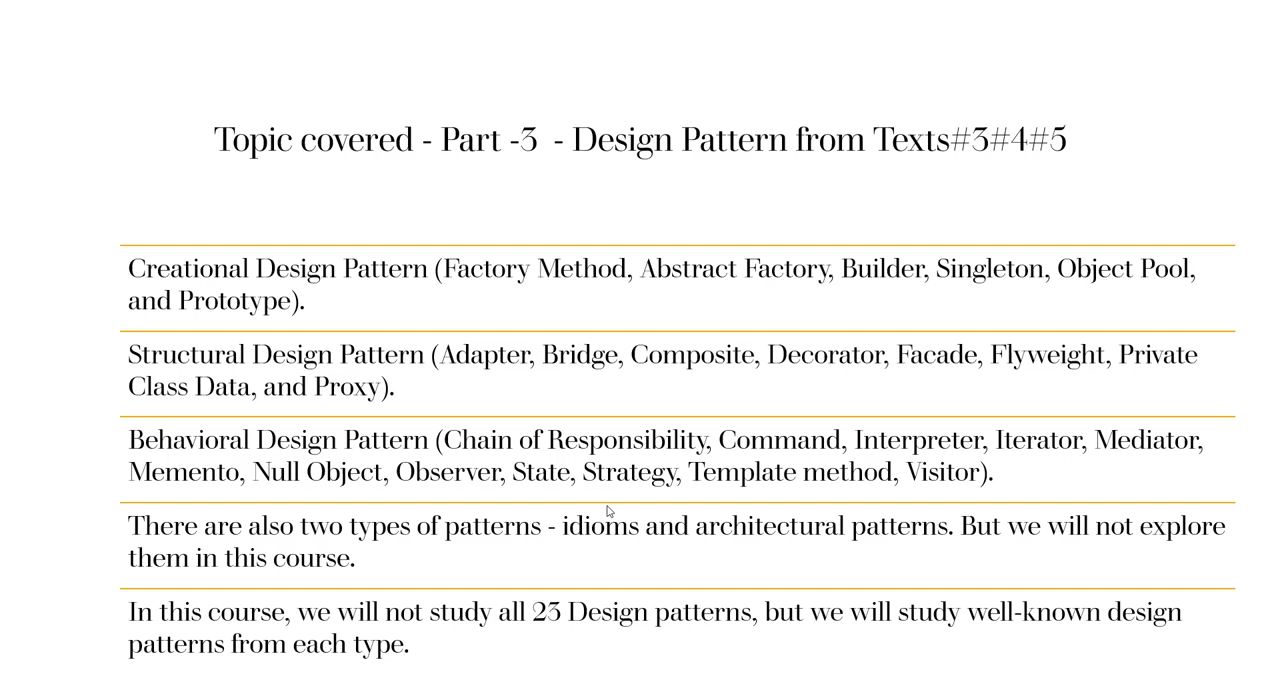 Topic covered - Part -3 - Design Pattern from Texts#3#4#5
Creational Design Pattern (Factory Method, Abstract Factory, Builder, Singleton, Object Pool,
and Prototype).
Structural Design Pattern (Adapter, Bridge, Composite, Decorator, Facade, Flyweight, Private
Class Data, and Proxy).
Behavioral Design Pattern (Chain of Responsibility, Command, Interpreter, Iterator, Mediator,
Memento, Null Object, Observer, State, Strategy, Template method, Visitor).
There are also two types of patterns - idioms and architectural patterns. But we will not explore
them in this course.
In this course, we will not study all 23 Design patterns, but we will study well-known design
patterns from each type.